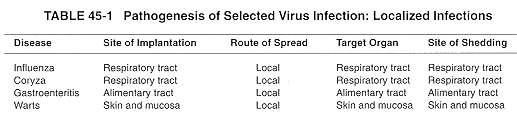 TABLE 45-1 Pathogenesis of Selected Virus Infection: Localized Infections
Disease Site of Implantation Route of Spread Target Organ Site of Shedding
Influenza Respiratory tract Local Respiratory tract Respiratory tract
Coryza Respiratory tract Local Respiratory tract Respiratory tract
Gastroenteritis Alimentary tract Local Alimentary tract Alimentary tract
Warts Skin and mucosa Local Skin and mucosa Skin and mucosa